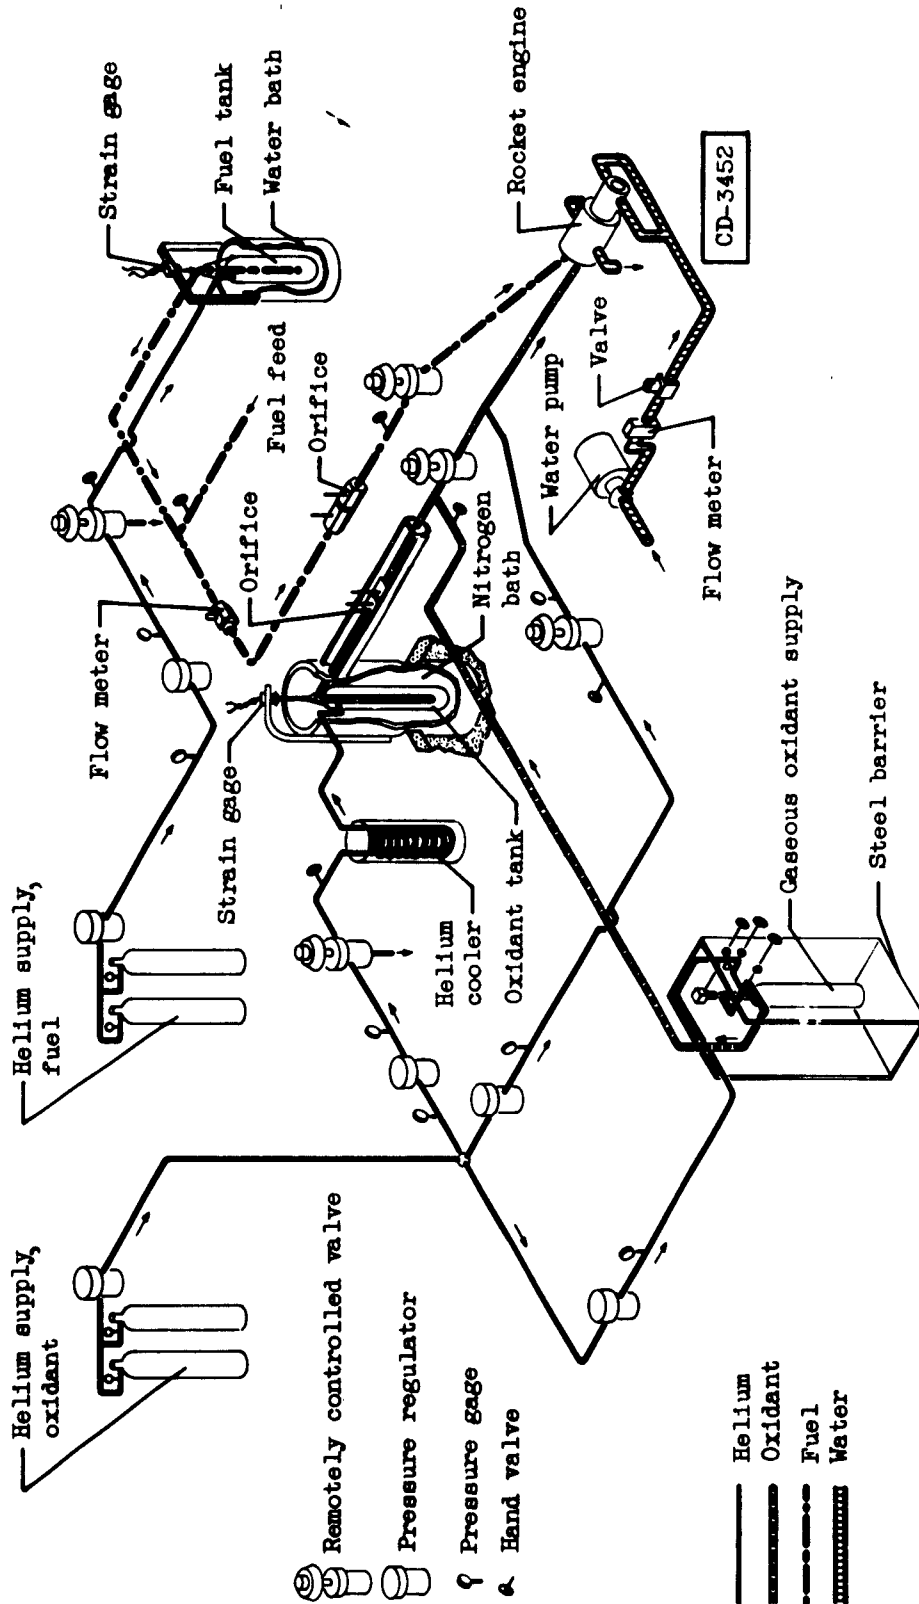 Helium supply,
oxidant
Helium supply,
fuel
Flow meter
Strain gage
Fuel tank
Water bath
Strain gage
Orifice
Fuel feed
Orifice
Rocket engine
CD-3452
Nitrogen
bath
Water pump
Valve
Helium
cooler
Oxidant tank
Flow meter
Gaseous oxidant supply
Steel barrier
Remotely controlled valve
Pressure regulator
Pressure gage
Hand valve
Helium
Oxidant
Fuel
Water